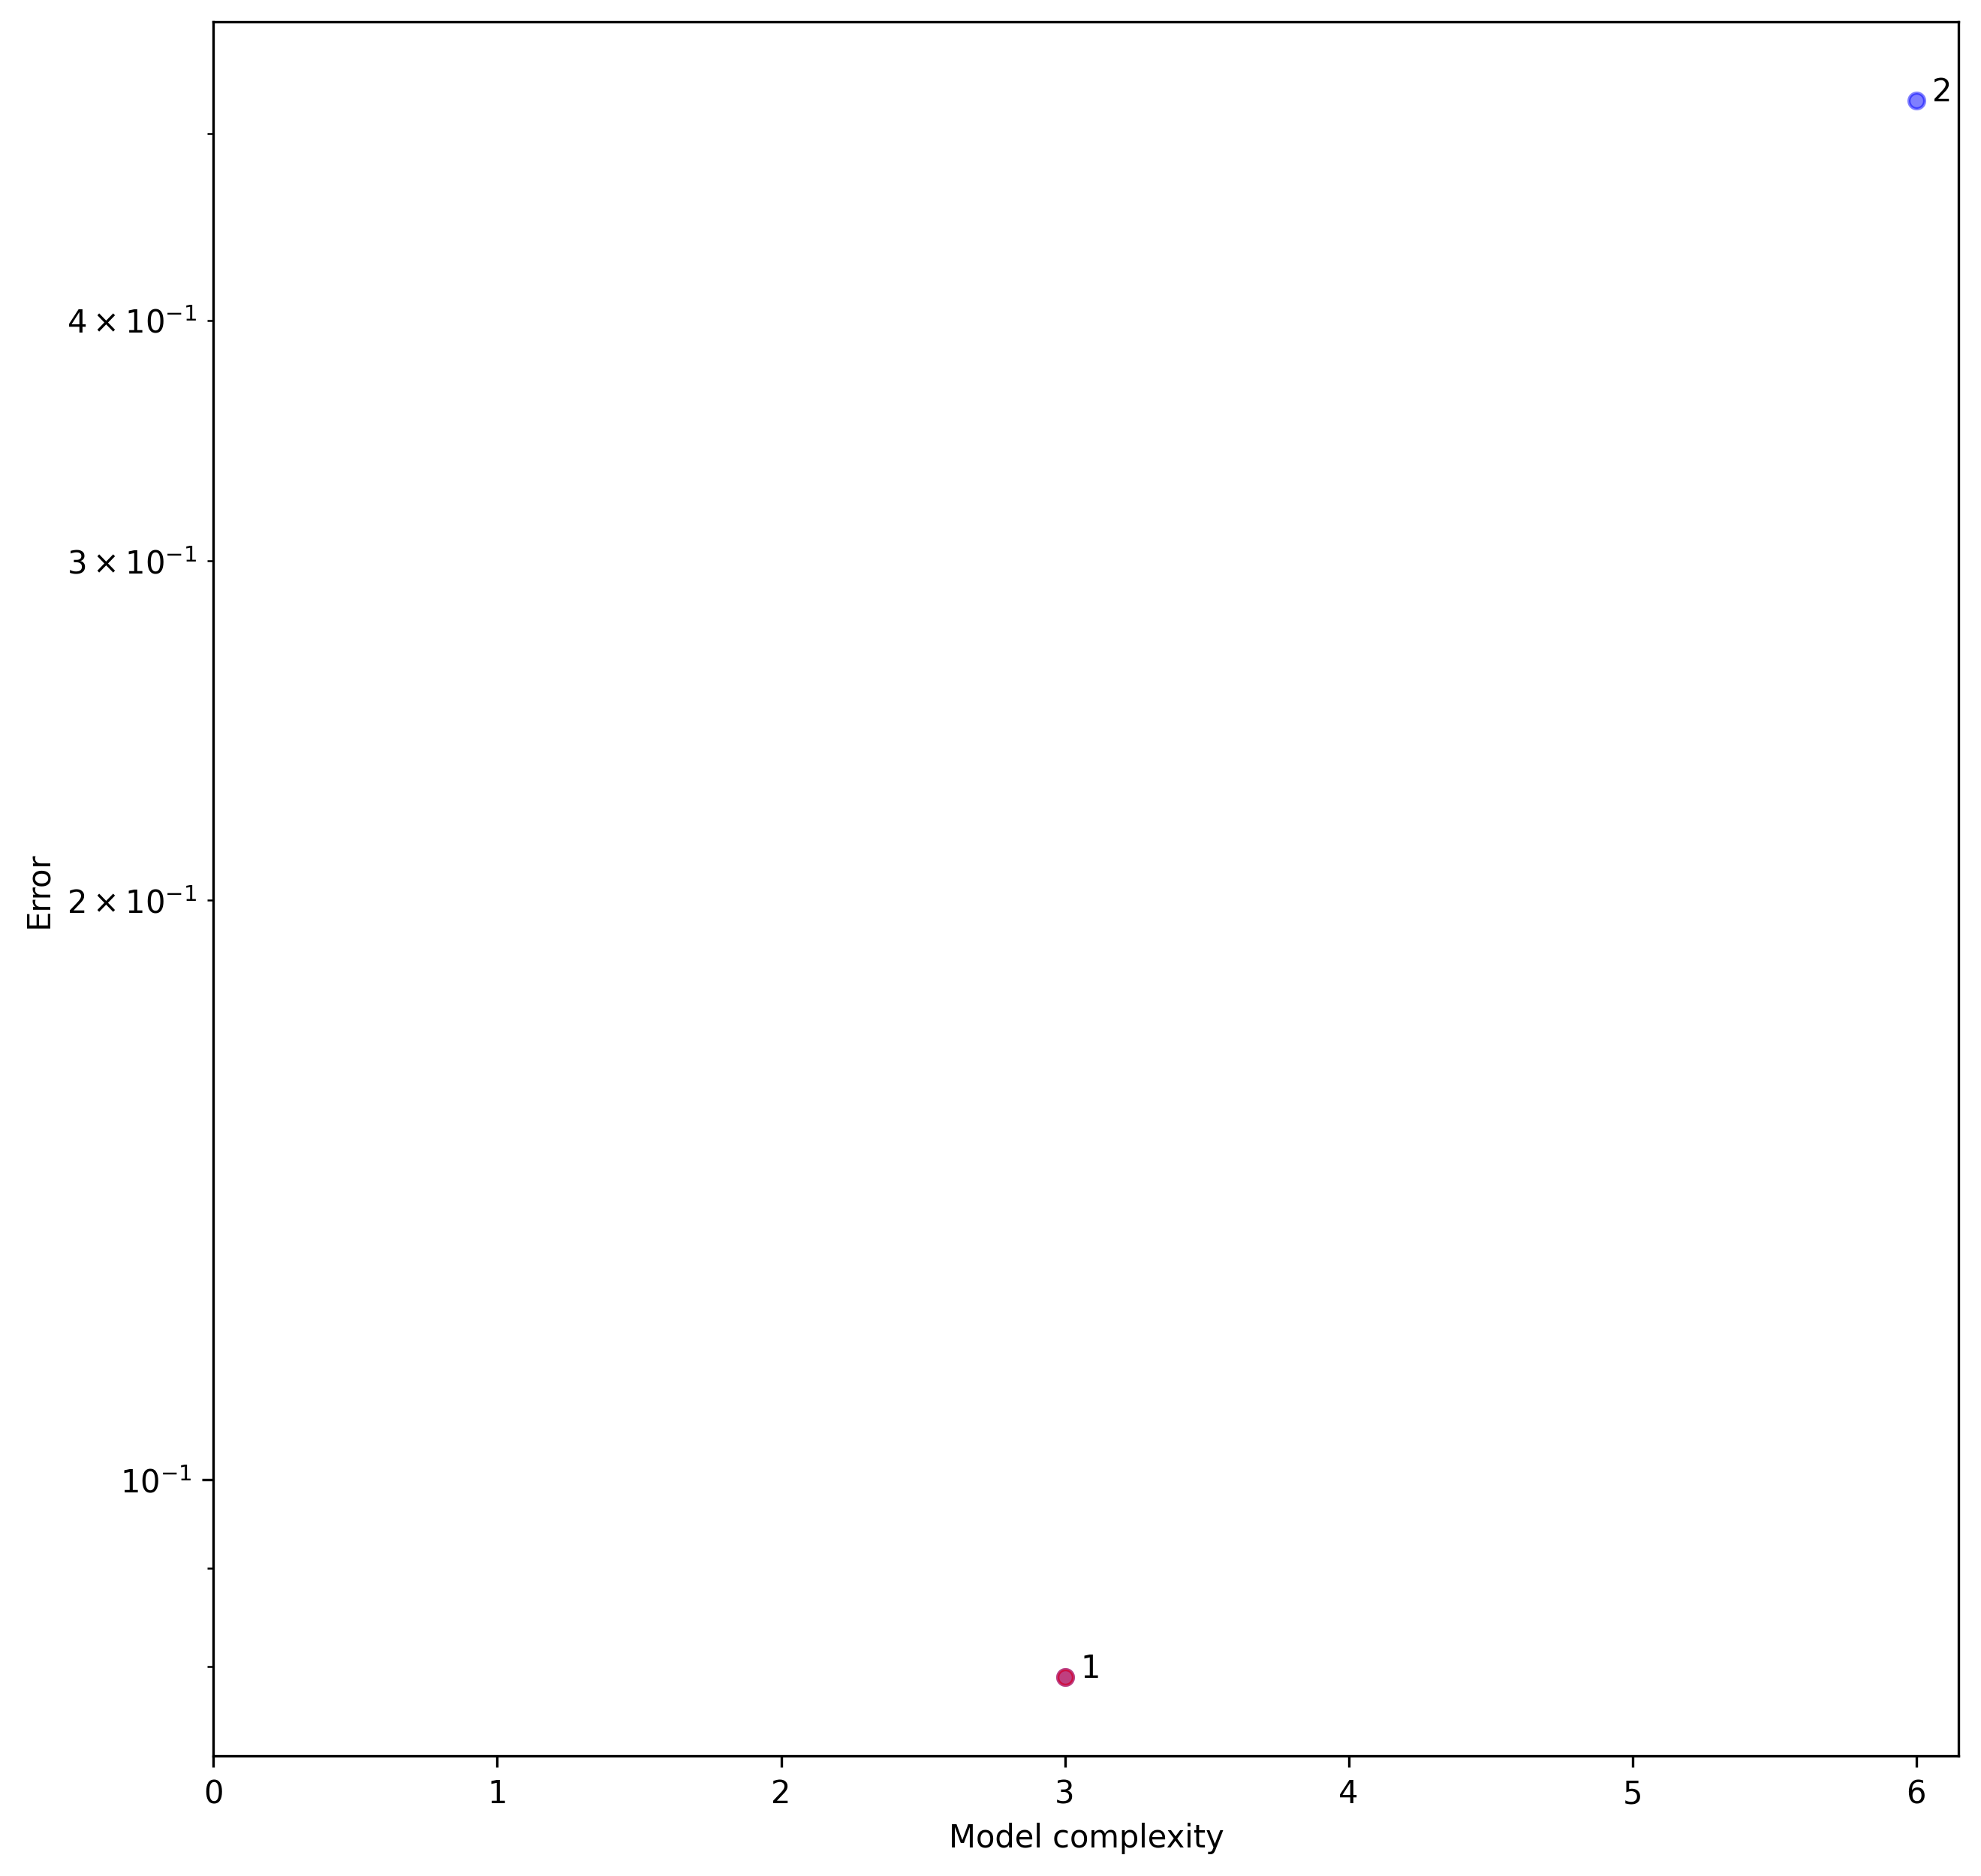 2
4 × 10⁻¹
3 × 10⁻¹
2 × 10⁻¹
Error
10⁻¹
1
0 1 2 3 4 5 6
Model complexity